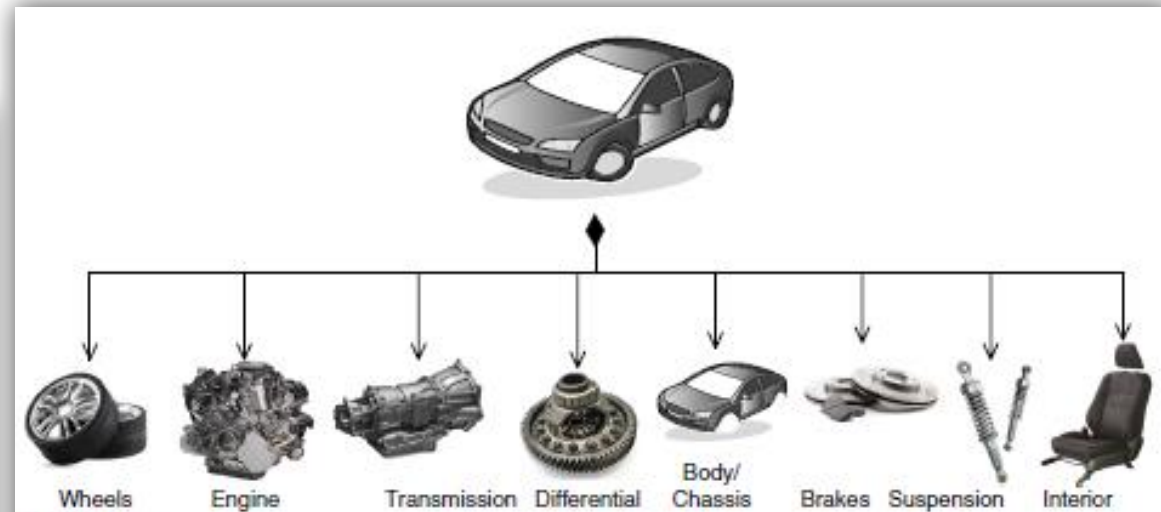 Wheels
Engine
Transmission
Differential
Body/
Chassis
Brakes
Suspension
Interior